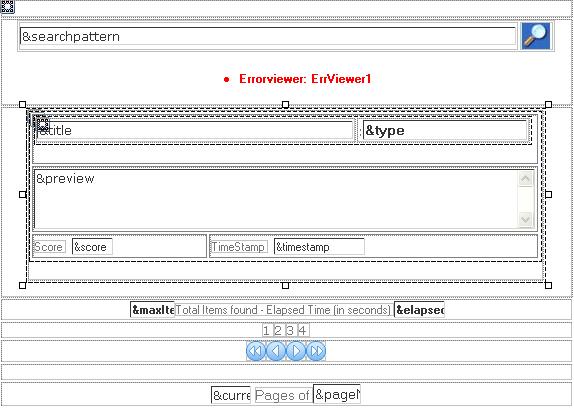 &searchpattern
• Errorviewer: ErrViewer1
&title : &type
&preview
Score &score TimeStamp &timestamp
&maxIte Total Items found - Elapsed Time (in seconds) &elapsed
1 2 3 4
&curre Pages of &pageN